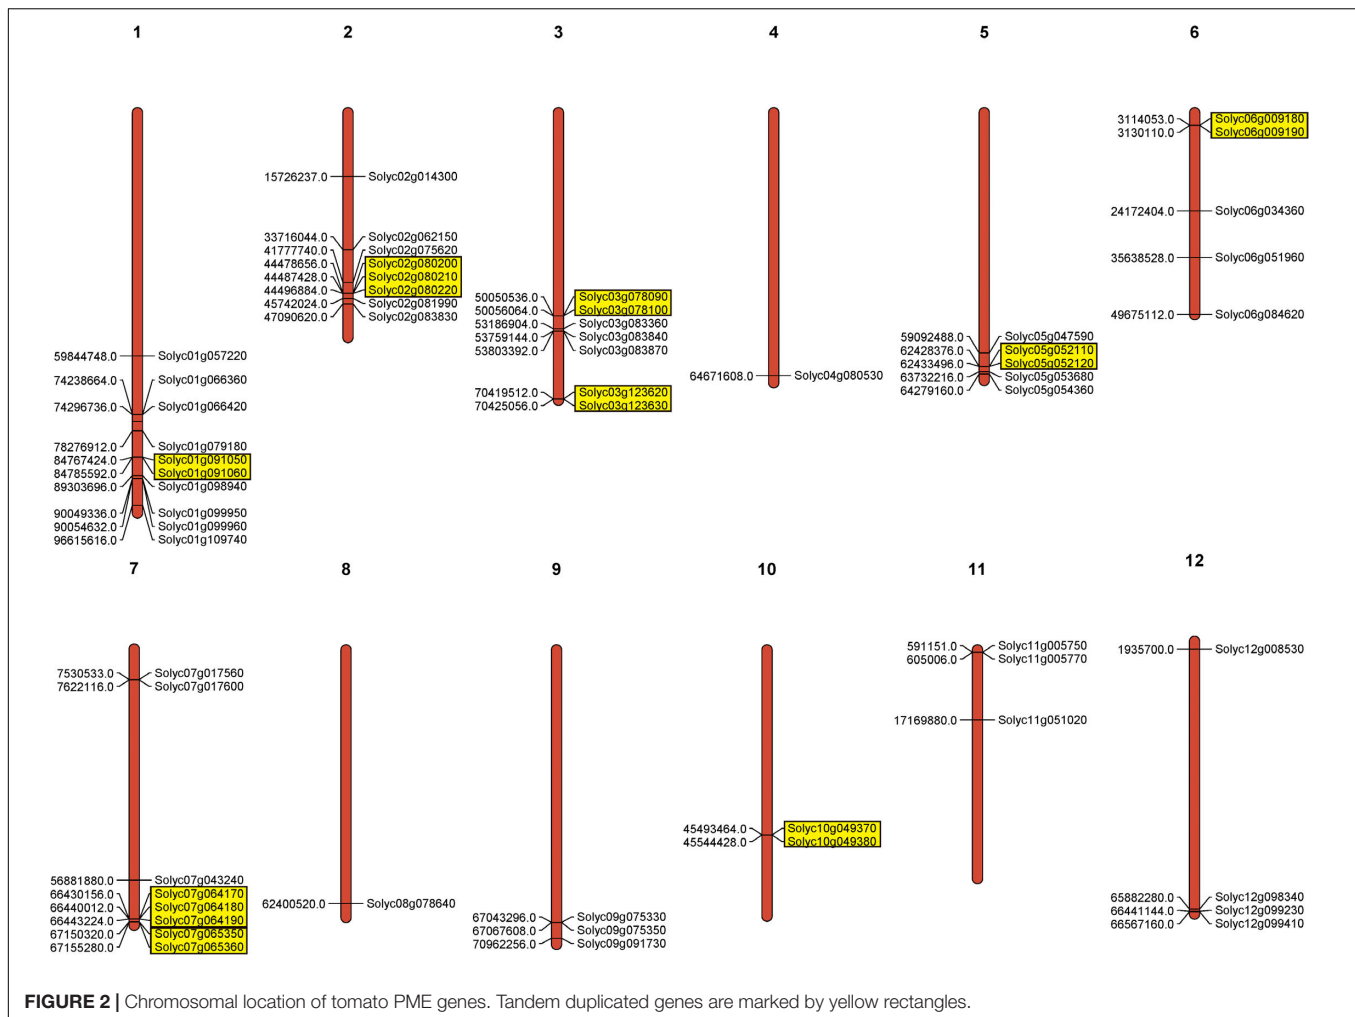 1
2
3
4
5
6
59844748.0 Solyc01g057220
74238664.0 Solyc01g066360
74296736.0 Solyc01g066420
78276912.0 Solyc01g079180
84767424.0 Solyc01g091050
84785592.0 Solyc01g091060
89303696.0 Solyc01g098940
90049336.0 Solyc01g099950
90054632.0 Solyc01g099960
96615616.0 Solyc01g109740
15726237.0 Solyc02g014300
33716044.0 Solyc02g062150
41777740.0 Solyc02g075620
44478656.0 Solyc02g080200
44487428.0 Solyc02g080210
44496884.0 Solyc02g080220
45742024.0 Solyc02g081990
47090620.0 Solyc02g083830
50050536.0 Solyc03g078090
50056064.0 Solyc03g078100
53186904.0 Solyc03g083360
53759144.0 Solyc03g083840
53803392.0 Solyc03g083870
70419512.0 Solyc03g123620
70425056.0 Solyc03g123630
64671608.0 Solyc04g080530
59092488.0 Solyc05g047590
62428376.0 Solyc05g052110
62433496.0 Solyc05g052120
63732216.0 Solyc05g053680
64279160.0 Solyc05g054360
3114053.0 Solyc06g009180
3130110.0 Solyc06g009190
24172404.0 Solyc06g034360
35638528.0 Solyc06g051960
49675112.0 Solyc06g084620
7
8
9
10
11
12
7530533.0 Solyc07g017560
7622116.0 Solyc07g017600
56881880.0 Solyc07g043240
66430156.0 Solyc07g064170
66440012.0 Solyc07g064180
66443224.0 Solyc07g064190
67150320.0 Solyc07g065350
67155280.0 Solyc07g065360
62400520.0 Solyc08g078640
67043296.0 Solyc09g075330
67067608.0 Solyc09g075350
70962256.0 Solyc09g091730
45493464.0 Solyc10g049370
45544428.0 Solyc10g049380
591151.0 Solyc11g005750
605006.0 Solyc11g005770
17169880.0 Solyc11g051020
1935700.0 Solyc12g008530
65882280.0 Solyc12g098340
66441144.0 Solyc12g099230
66567160.0 Solyc12g099410
FIGURE 2 | Chromosomal location of tomato PME genes. Tandem duplicated genes are marked by yellow rectangles.